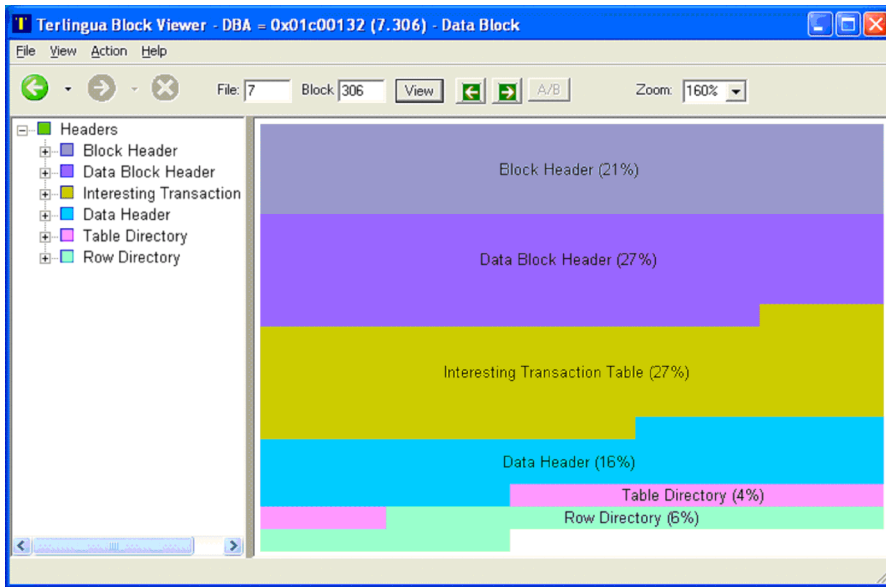 T Terlingua Block Viewer - DBA = 0x01c00132 (7.306) - Data Block
File View Action Help
File: 7 Block 306 View A/B Zoom: 160%
Headers
Block Header
Data Block Header
Interesting Transaction
Data Header
Table Directory
Row Directory
Block Header (21%)
Data Block Header (27%)
Interesting Transaction Table (27%)
Data Header (16%)
Table Directory (4%)
Row Directory (6%)